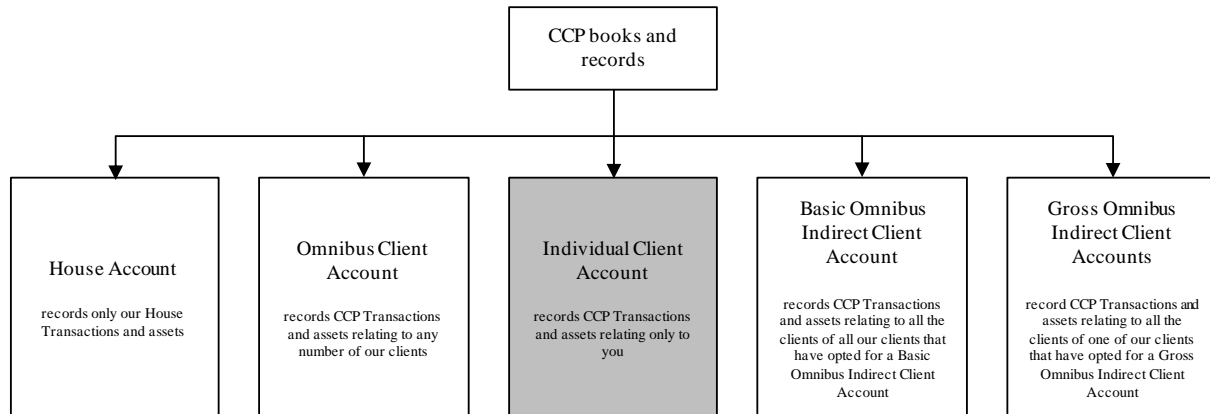 CCP books and
records
House Account
records only our House
Transactions and assets
Omnibus Client
Account
records CCP Transactions
and assets relating to any
number of our clients
Individual Client
Account
records CCP Transactions
and assets relating only to
you
Basic Omnibus
Indirect Client
Account
records CCP Transactions
and assets relating to all the
clients of all our clients that
have opted for a Basic
Omnibus Indirect Client
Account
Gross Omnibus
Indirect Client
Accounts
record CCP Transactions and
assets relating to all the
clients of one of our clients
that have opted for a Gross
Omnibus Indirect Client
Account